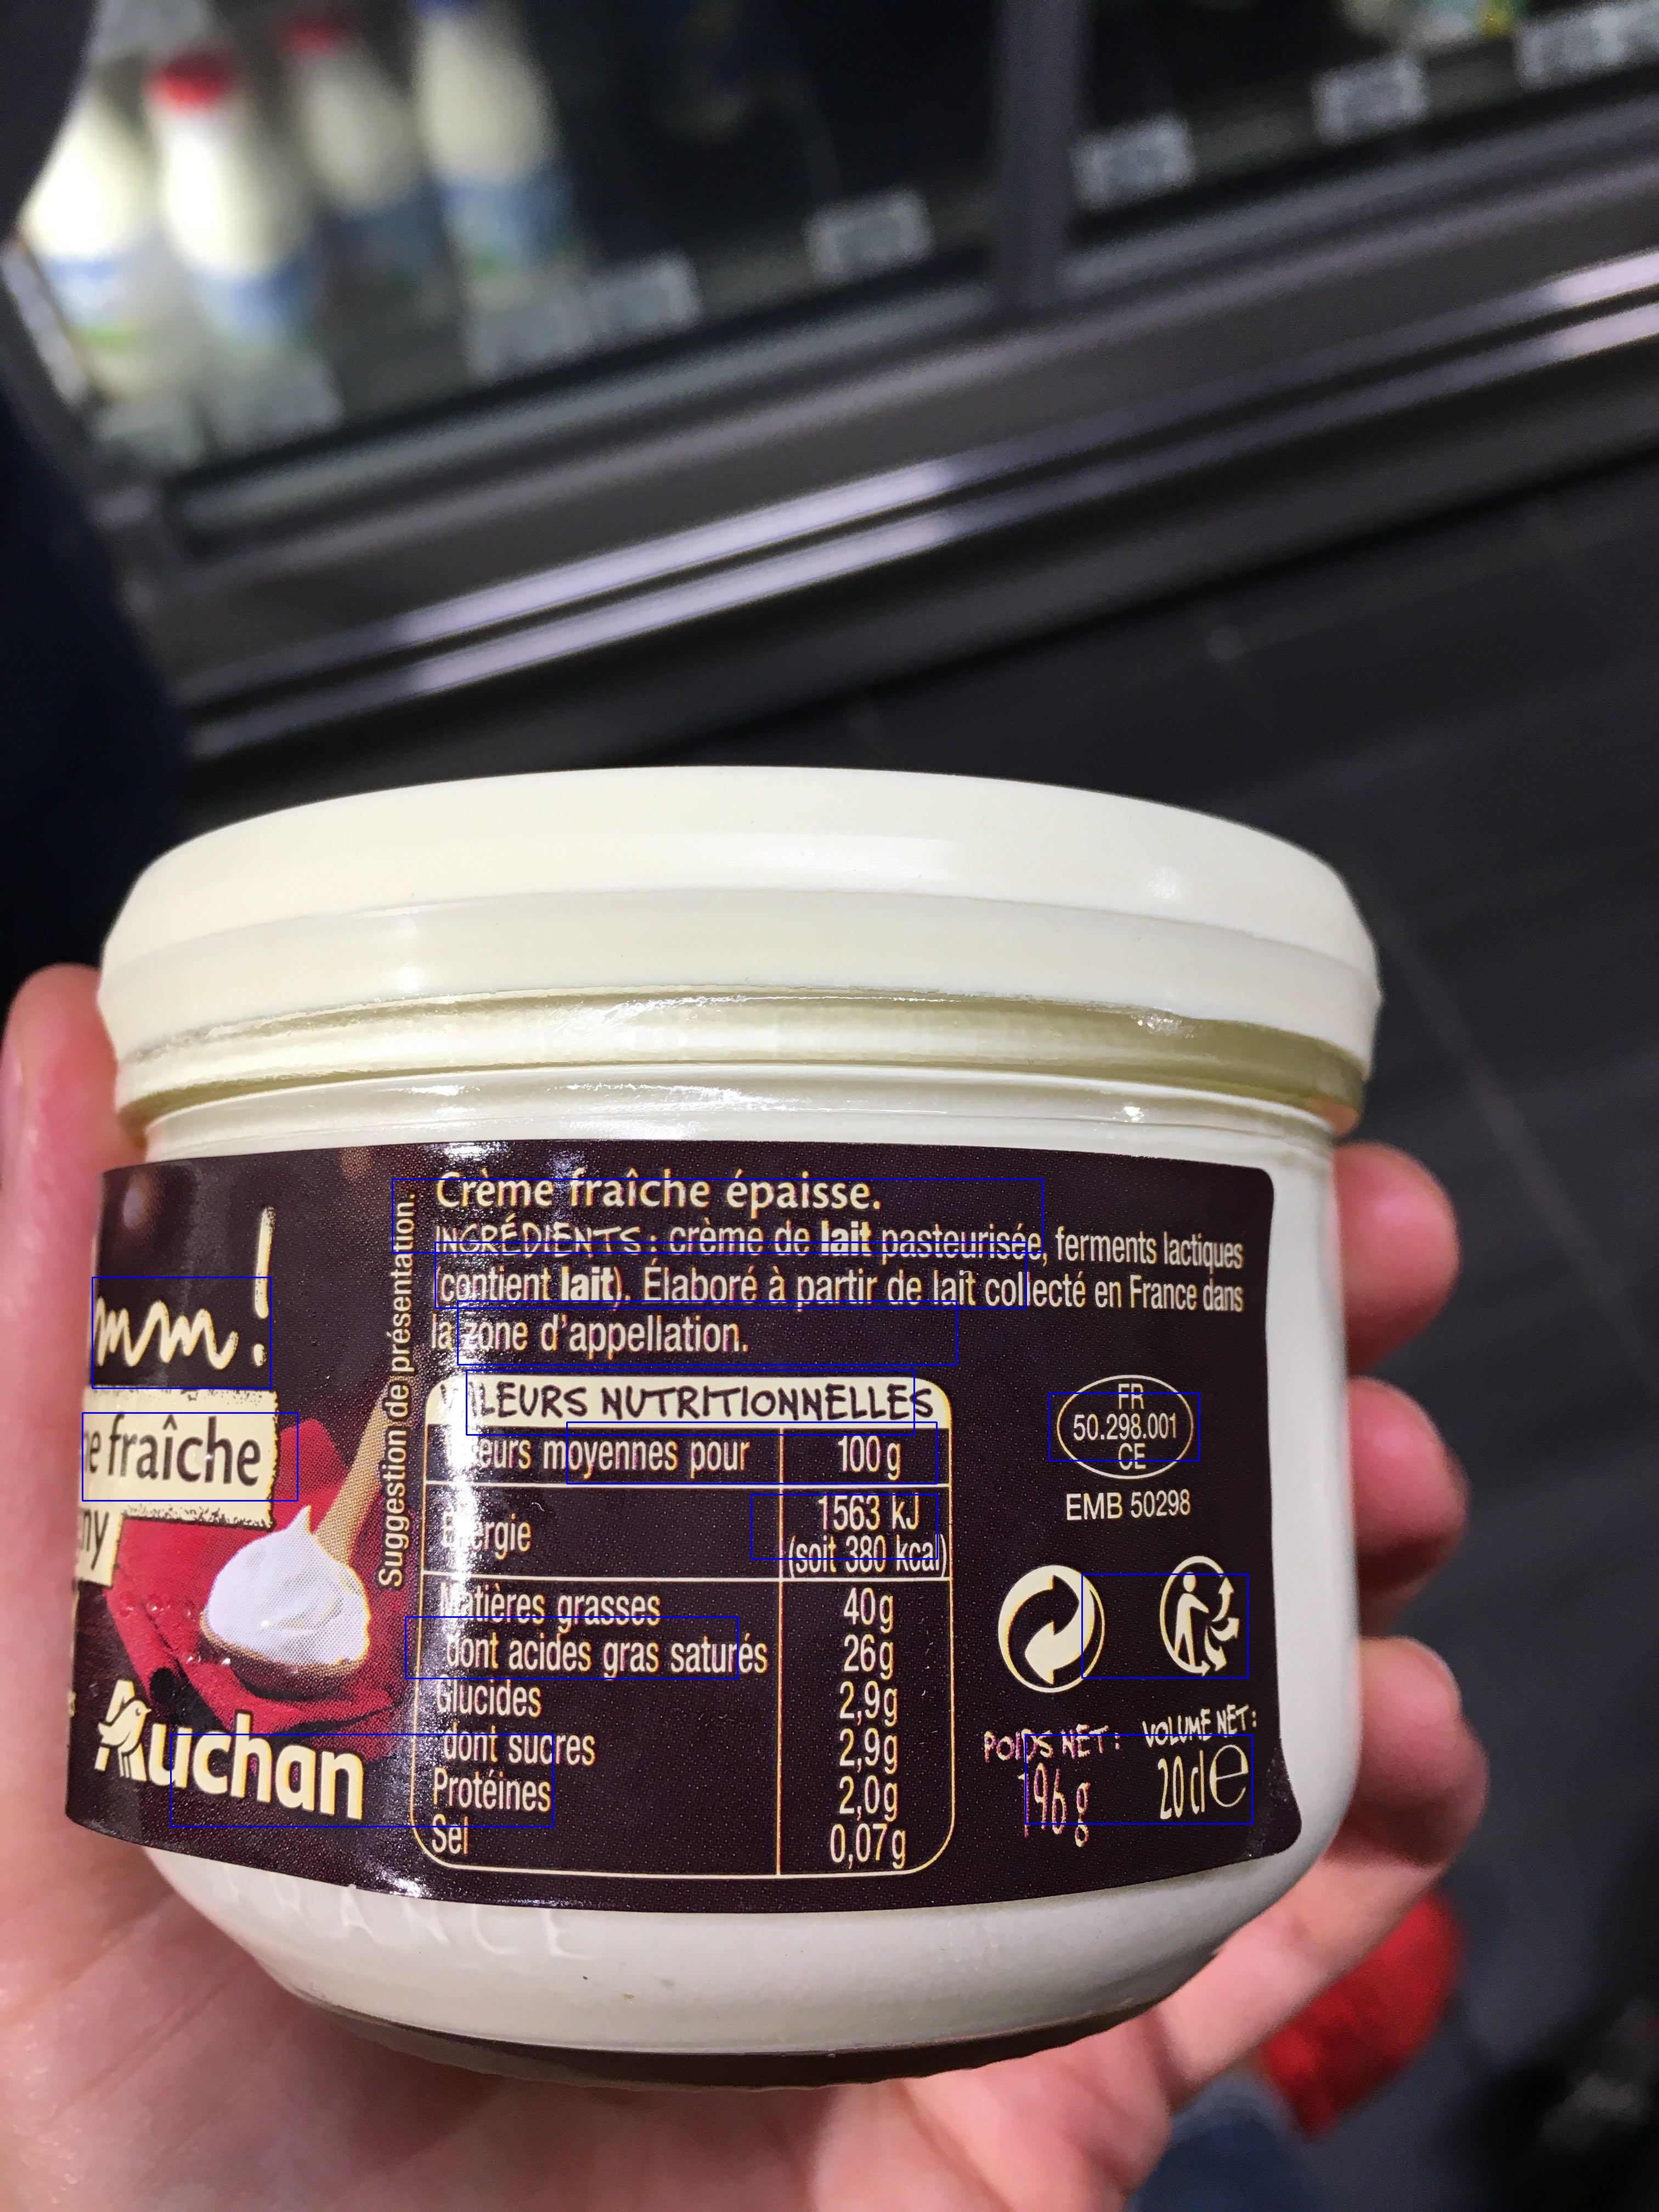 mm!
e fraîche
ny
Auchan
Suggestion de présentation.
Crème fraîche épaisse.
INGRÉDIENTS : crème de lait pasteurisée, ferments lactiques
(contient lait). Élaboré à partir de lait collecté en France dans
la zone d'appellation.
VALEURS NUTRITIONNELLES
Valeurs moyennes pour 100 g
Energie 1563 kJ
(soit 380 kcal)
Matières grasses 40g
dont acides gras saturés 26g
Glucides 2,9g
dont sucres 2,9g
Protéines 2,0g
Sel 0,07g
FR
50.298.001
CE
EMB 50298
POIDS NET : VOLUME NET :
196 g 20 cl e
FRANCE